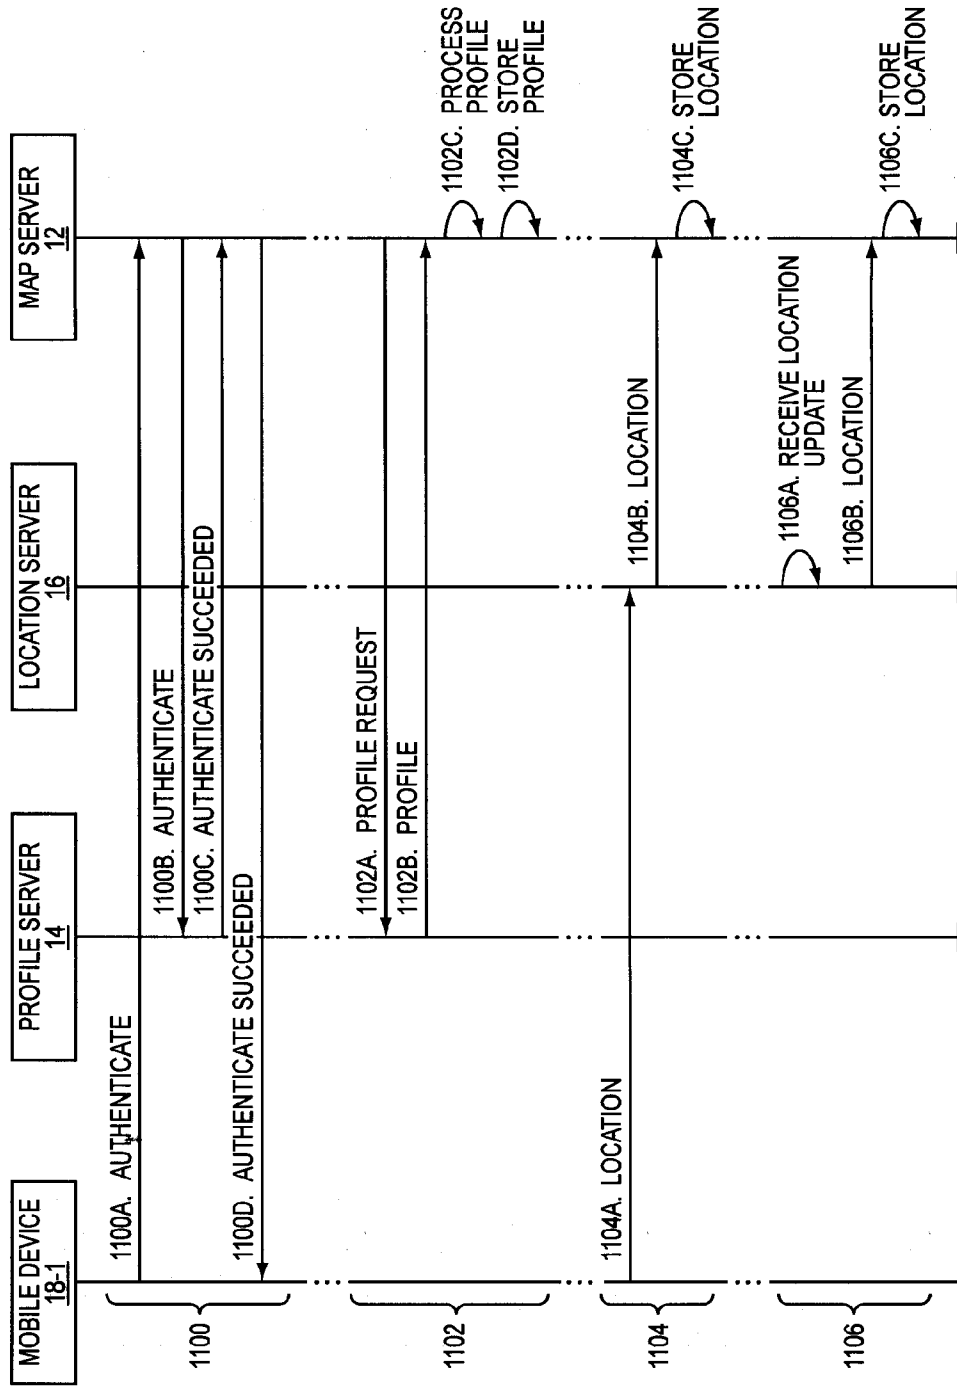 MOBILE DEVICE
18-1
PROFILE SERVER
14
LOCATION SERVER
16
MAP SERVER
12
1100
1100A. AUTHENTICATE
1100B. AUTHENTICATE
1100C. AUTHENTICATE SUCCEEDED
1100D. AUTHENTICATE SUCCEEDED
1102
1102A. PROFILE REQUEST
1102B. PROFILE
1102C. PROCESS
PROFILE
1102D. STORE
PROFILE
1104
1104A. LOCATION
1104B. LOCATION
1104C. STORE
LOCATION
1106
1106A. RECEIVE LOCATION
UPDATE
1106B. LOCATION
1106C. STORE
LOCATION